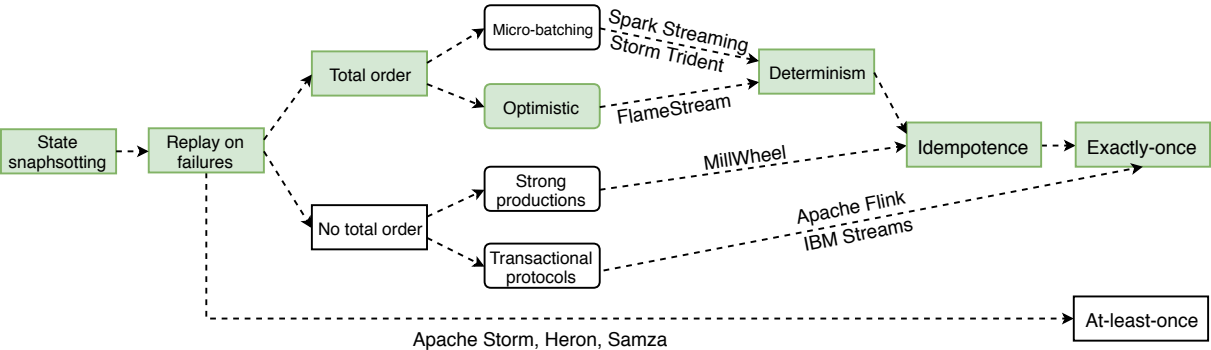 State
snaphsotting
Replay on
failures
Total order
No total order
Micro-batching
Optimistic
Strong
productions
Transactional
protocols
Spark Streaming
Storm Trident
FlameStream
MillWheel
Apache Flink
IBM Streams
Determinism
Idempotence
Exactly-once
At-least-once
Apache Storm, Heron, Samza